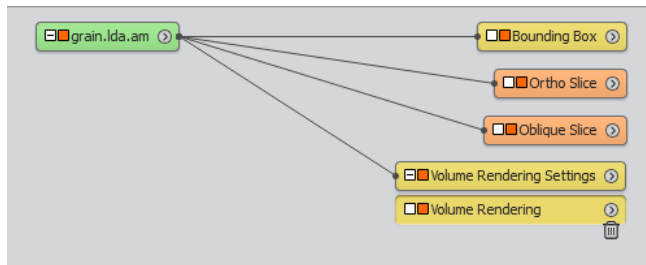 grain.lda.am
Bounding Box
Ortho Slice
Oblique Slice
Volume Rendering Settings
Volume Rendering